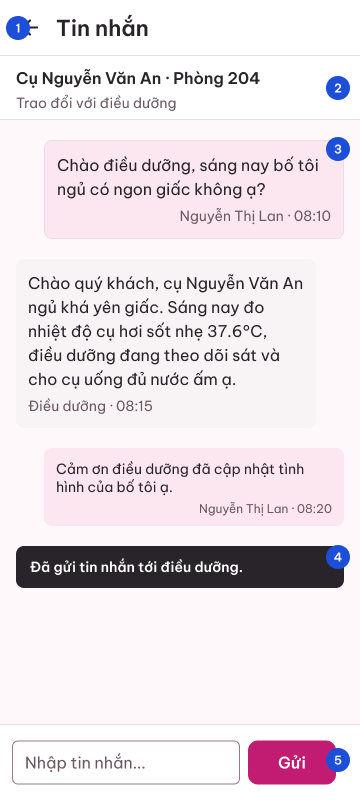 1
Tin nhắn
Cụ Nguyễn Văn An · Phòng 204
Trao đổi với điều dưỡng
2
3
Chào điều dưỡng, sáng nay bố tôi
ngủ có ngon giấc không ạ?
Nguyễn Thị Lan · 08:10
Chào quý khách, cụ Nguyễn Văn An
ngủ khá yên giấc. Sáng nay đo
nhiệt độ cụ hơi sốt nhẹ 37.6°C,
điều dưỡng đang theo dõi sát và
cho cụ uống đủ nước ấm ạ.
Điều dưỡng · 08:15
Cảm ơn điều dưỡng đã cập nhật tình
hình của bố tôi ạ.
Nguyễn Thị Lan · 08:20
Đã gửi tin nhắn tới điều dưỡng.
4
Nhập tin nhắn...
Gửi
5